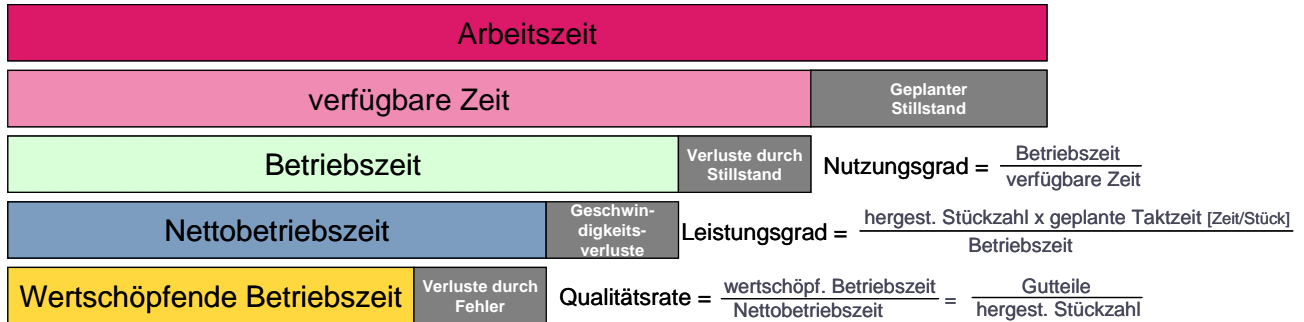 Arbeitszeit
verfügbare Zeit
Geplanter
Stillstand
Betriebszeit
Verluste durch
Stillstand
Nutzungsgrad = Betriebszeit
verfügbare Zeit
Nettobetriebszeit
Geschwin-
digkeits-
verluste
Leistungsgrad = hergest. Stückzahl x geplante Taktzeit [Zeit/Stück]
Betriebszeit
Wertschöpfende Betriebszeit
Verluste durch
Fehler
Qualitätsrate = wertschöpf. Betriebszeit = Gutteile
Nettobetriebszeit hergest. Stückzahl